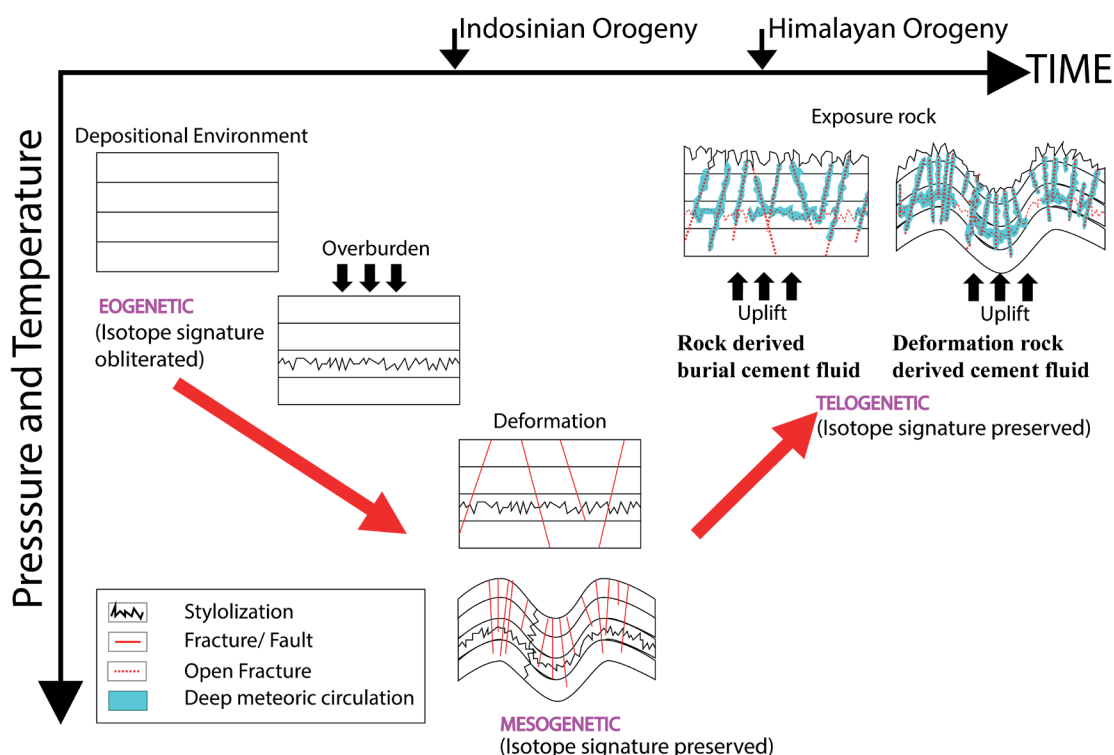 Indosinian Orogeny
Himalayan Orogeny
TIME
Presssure and Temperature
Depositional Environment
Exposure rock
Overburden
EOGENETIC
(Isotope signature
obliterated)
Uplift
Uplift
Rock derived
burial cement fluid
Deformation rock
derived cement fluid
TELOGENETIC
(Isotope signature preserved)
Deformation
Stylolization
Fracture/ Fault
Open Fracture
Deep meteoric circulation
MESOGENETIC
(Isotope signature preserved)